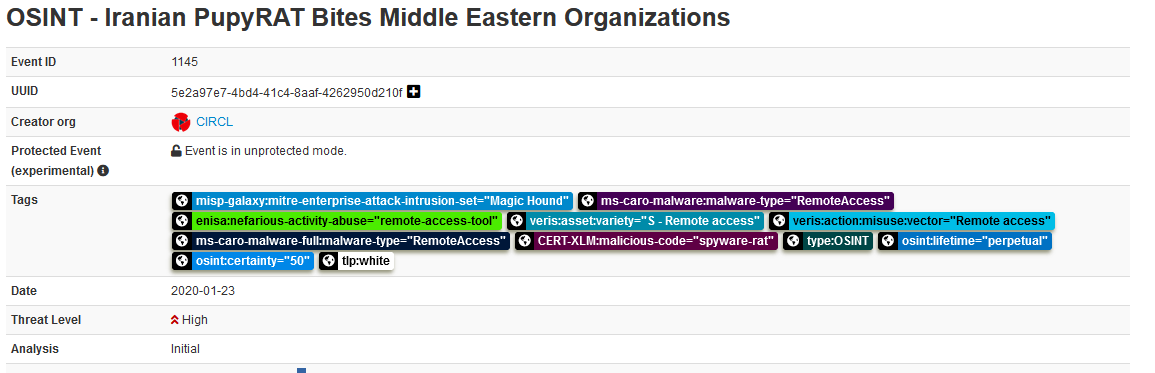 OSINT - Iranian PupyRAT Bites Middle Eastern Organizations
Event ID 1145
UUID 5e2a97e7-4bd4-41c4-8aaf-4262950d210f
Creator org CIRCL
Protected Event Event is in unprotected mode.
(experimental)
Tags misp-galaxy:mitre-enterprise-attack-intrusion-set="Magic Hound" ms-caro-malware:malware-type="RemoteAccess"
enisa:nefarious-activity-abuse="remote-access-tool" veris:asset:variety="S - Remote access" veris:action:misuse:vector="Remote access"
ms-caro-malware-full:malware-type="RemoteAccess" CERT-XLM:malicious-code="spyware-rat" type:OSINT osint:lifetime="perpetual"
osint:certainty="50" tlp:white
Date 2020-01-23
Threat Level High
Analysis Initial